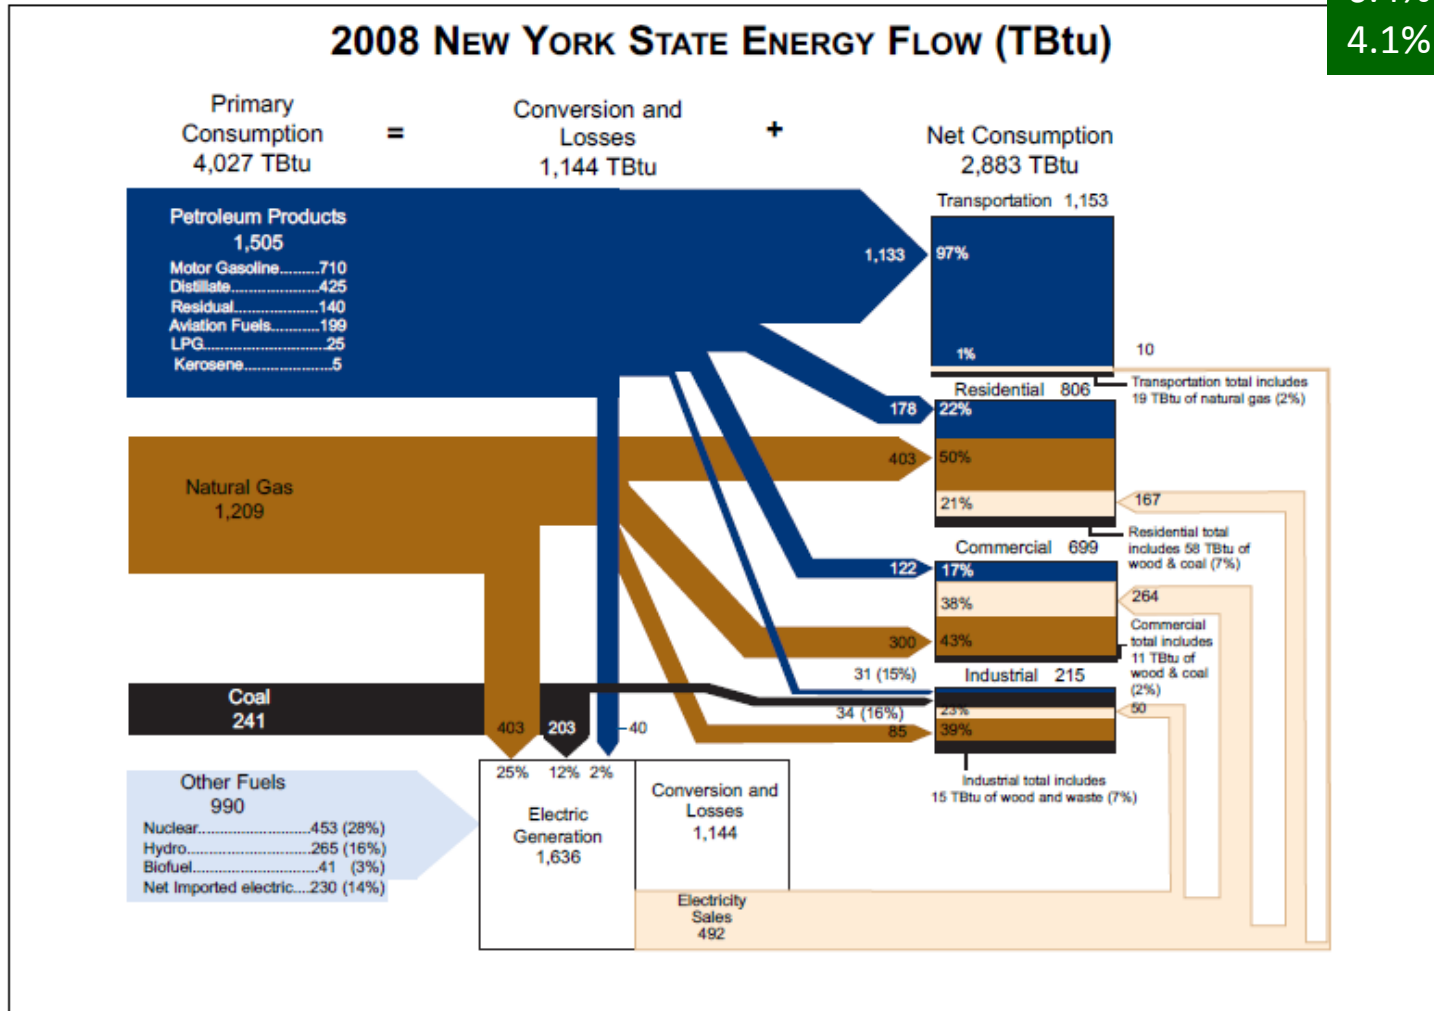 4.1%
2008 NEW YORK STATE ENERGY FLOW (TBtu)
Primary
Consumption
4,027 TBtu
=
Conversion and
Losses
1,144 TBtu
+
Net Consumption
2,883 TBtu
Petroleum Products
1,505
Motor Gasoline.........710
Distillate.....................425
Residual....................140
Aviation Fuels...........199
LPG............................25
Kerosene.....................5
1,133
Transportation 1,153
97%
1%
10
Transportation total includes
19 TBtu of natural gas (2%)
178
Residential 806
22%
403
50%
21%
167
Residential total
includes 58 TBtu of
wood & coal (7%)
Natural Gas
1,209
Commercial 699
122
17%
38%
264
300
43%
Commercial
total includes
11 TBtu of
wood & coal
(2%)
31 (15%)
Industrial 215
34 (16%)
23%
50
85
39%
Industrial total includes
15 TBtu of wood and waste (7%)
Coal
241
403
203
40
25% 12% 2%
Other Fuels
990
Nuclear..........................453 (28%)
Hydro.............................265 (16%)
Biofuel.............................41 (3%)
Net Imported electric....230 (14%)
Electric
Generation
1,636
Conversion and
Losses
1,144
Electricity
Sales
492